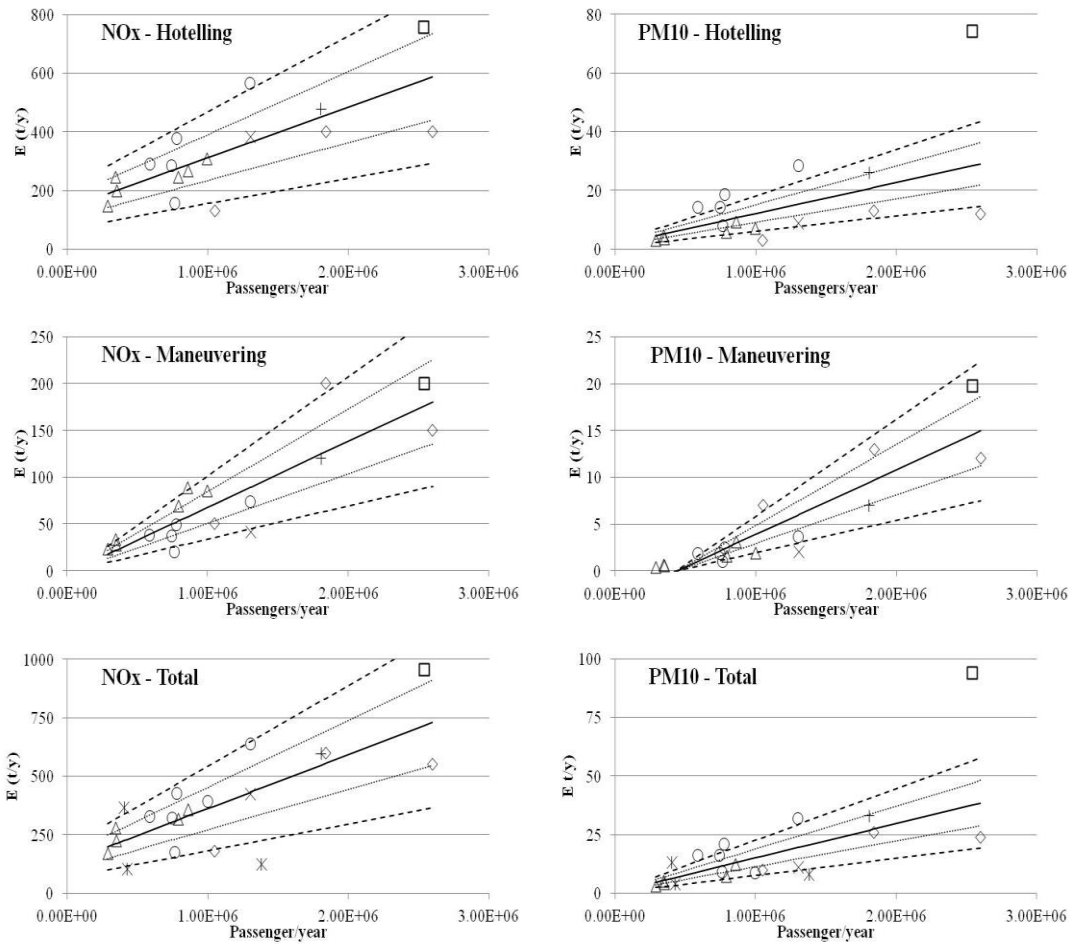 NOx - Hotelling
800
600
400
200
0
E (t/y)
0.00E+00 1.00E+06 2.00E+06 3.00E+06
Passengers/year
PM10 - Hotelling
80
60
40
20
0
E (t/y)
0.00E+00 1.00E+06 2.00E+06 3.00E+06
Passengers/year
NOx - Maneuvering
250
200
150
100
50
0
E (t/y)
0.00E+00 1.00E+06 2.00E+06 3.00E+06
Passengers/year
PM10 - Maneuvering
25
20
15
10
5
0
E (t/y)
0.00E+00 1.00E+06 2.00E+06 3.00E+06
Passengers/year
NOx - Total
1000
750
500
250
0
E (t/y)
0.00E+00 1.00E+06 2.00E+06 3.00E+06
Passenger/year
PM10 - Total
100
75
50
25
0
E t/y)
0.00E+00 1.00E+06 2.00E+06 3.00E+06
Passenger/year